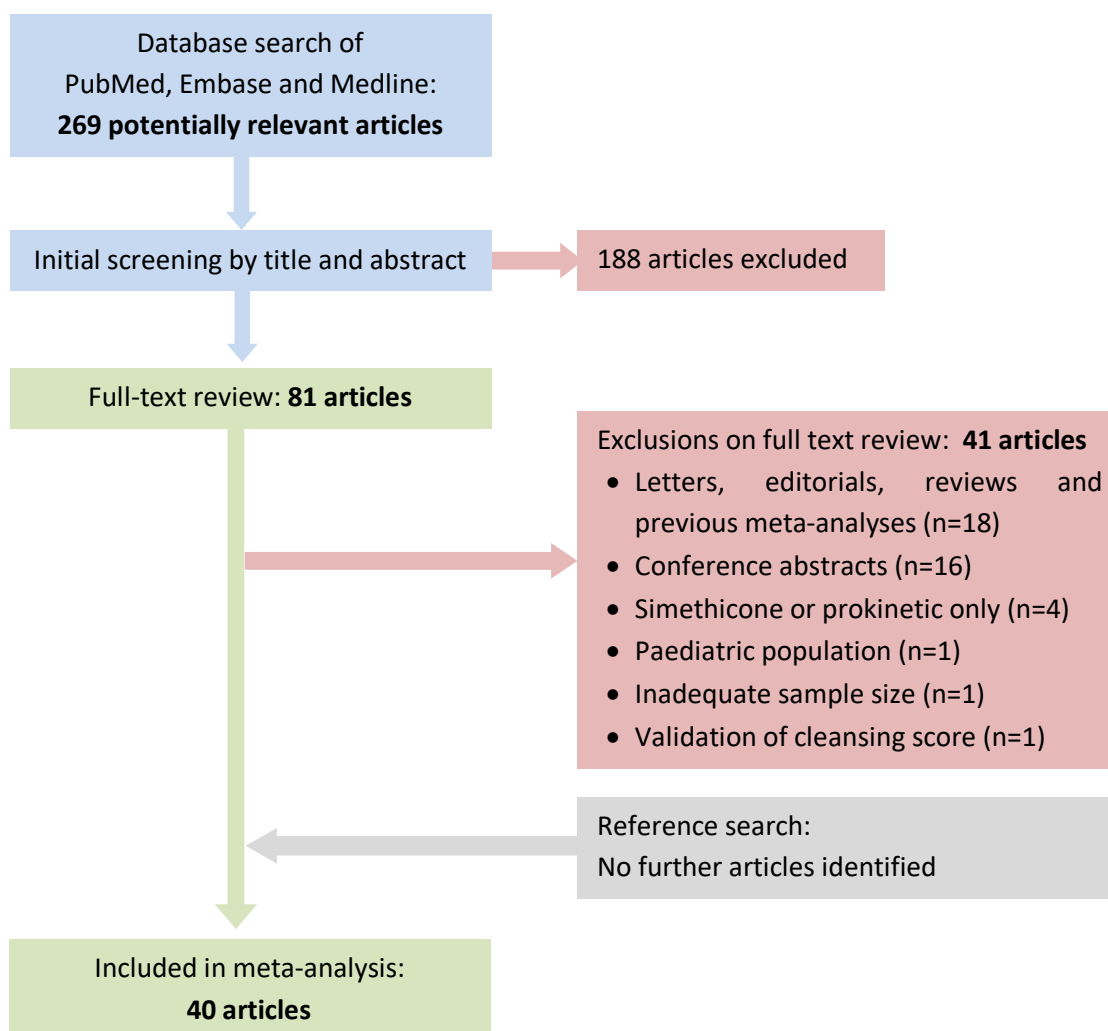 Database search of
PubMed, Embase and Medline:
269 potentially relevant articles
Initial screening by title and abstract
188 articles excluded
Full-text review: 81 articles
Exclusions on full text review: 41 articles
• Letters, editorials, reviews and
previous meta-analyses (n=18)
• Conference abstracts (n=16)
• Simethicone or prokinetic only (n=4)
• Paediatric population (n=1)
• Inadequate sample size (n=1)
• Validation of cleansing score (n=1)
Reference search:
No further articles identified
Included in meta-analysis:
40 articles